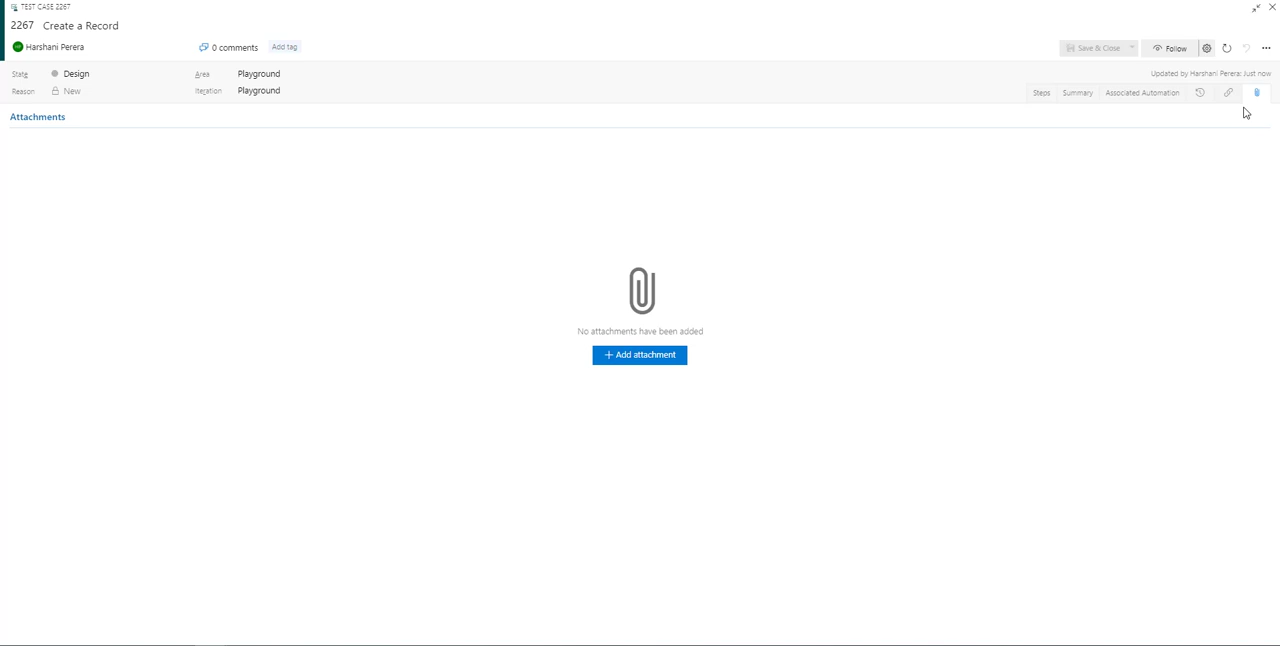 TEST CASE 2267
2267 Create a Record
HP Harshani Perera 0 comments Add tag Save & Close Follow
State Design Area Playground Updated by Harshani Perera: Just now
Reason New Iteration Playground Steps Summary Associated Automation
Attachments
No attachments have been added
+ Add attachment